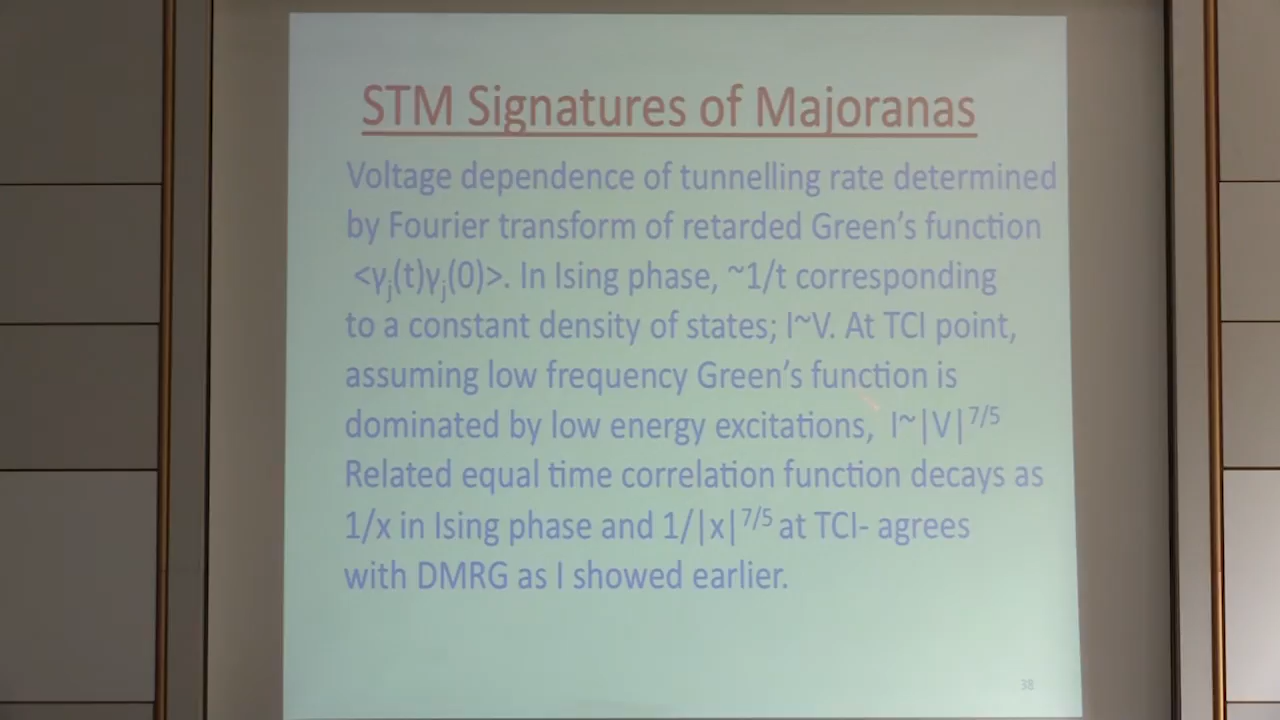 STM Signatures of Majoranas
Voltage dependence of tunnelling rate determined
by Fourier transform of retarded Green's function
<γj(t)γj(0)>. In Ising phase, ~1/t corresponding
to a constant density of states; I~V. At TCI point,
assuming low frequency Green's function is
dominated by low energy excitations, I~|V|^7/5
Related equal time correlation function decays as
1/x in Ising phase and 1/|x|^7/5 at TCI- agrees
with DMRG as I showed earlier.
38